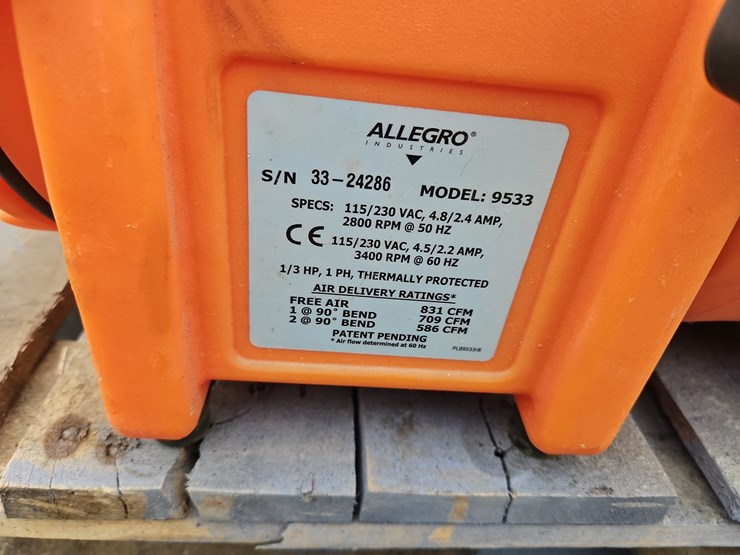 ALLEGRO®
INDUSTRIES
S/N 33-24286 MODEL: 9533
SPECS: 115/230 VAC, 4.8/2.4 AMP,
2800 RPM @ 50 HZ
CE 115/230 VAC, 4.5/2.2 AMP,
3400 RPM @ 60 HZ
1/3 HP, 1 PH, THERMALLY PROTECTED
AIR DELIVERY RATINGS*
FREE AIR 831 CFM
1 @ 90° BEND 709 CFM
2 @ 90° BEND 586 CFM
PATENT PENDING
* Air flow determined at 60 Hz